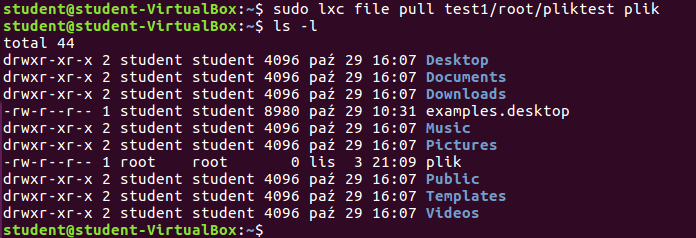 student@student-VirtualBox:~$ sudo lxc file pull test1/root/pliktest plik
student@student-VirtualBox:~$ ls -l
total 44
drwxr-xr-x 2 student student 4096 paź 29 16:07 Desktop
drwxr-xr-x 2 student student 4096 paź 29 16:07 Documents
drwxr-xr-x 2 student student 4096 paź 29 16:07 Downloads
-rw-r--r-- 1 student student 8980 paź 29 10:31 examples.desktop
drwxr-xr-x 2 student student 4096 paź 29 16:07 Music
drwxr-xr-x 2 student student 4096 paź 29 16:07 Pictures
-rw-r--r-- 1 root    root       0 lis  3 21:09 plik
drwxr-xr-x 2 student student 4096 paź 29 16:07 Public
drwxr-xr-x 2 student student 4096 paź 29 16:07 Templates
drwxr-xr-x 2 student student 4096 paź 29 16:07 Videos
student@student-VirtualBox:~$